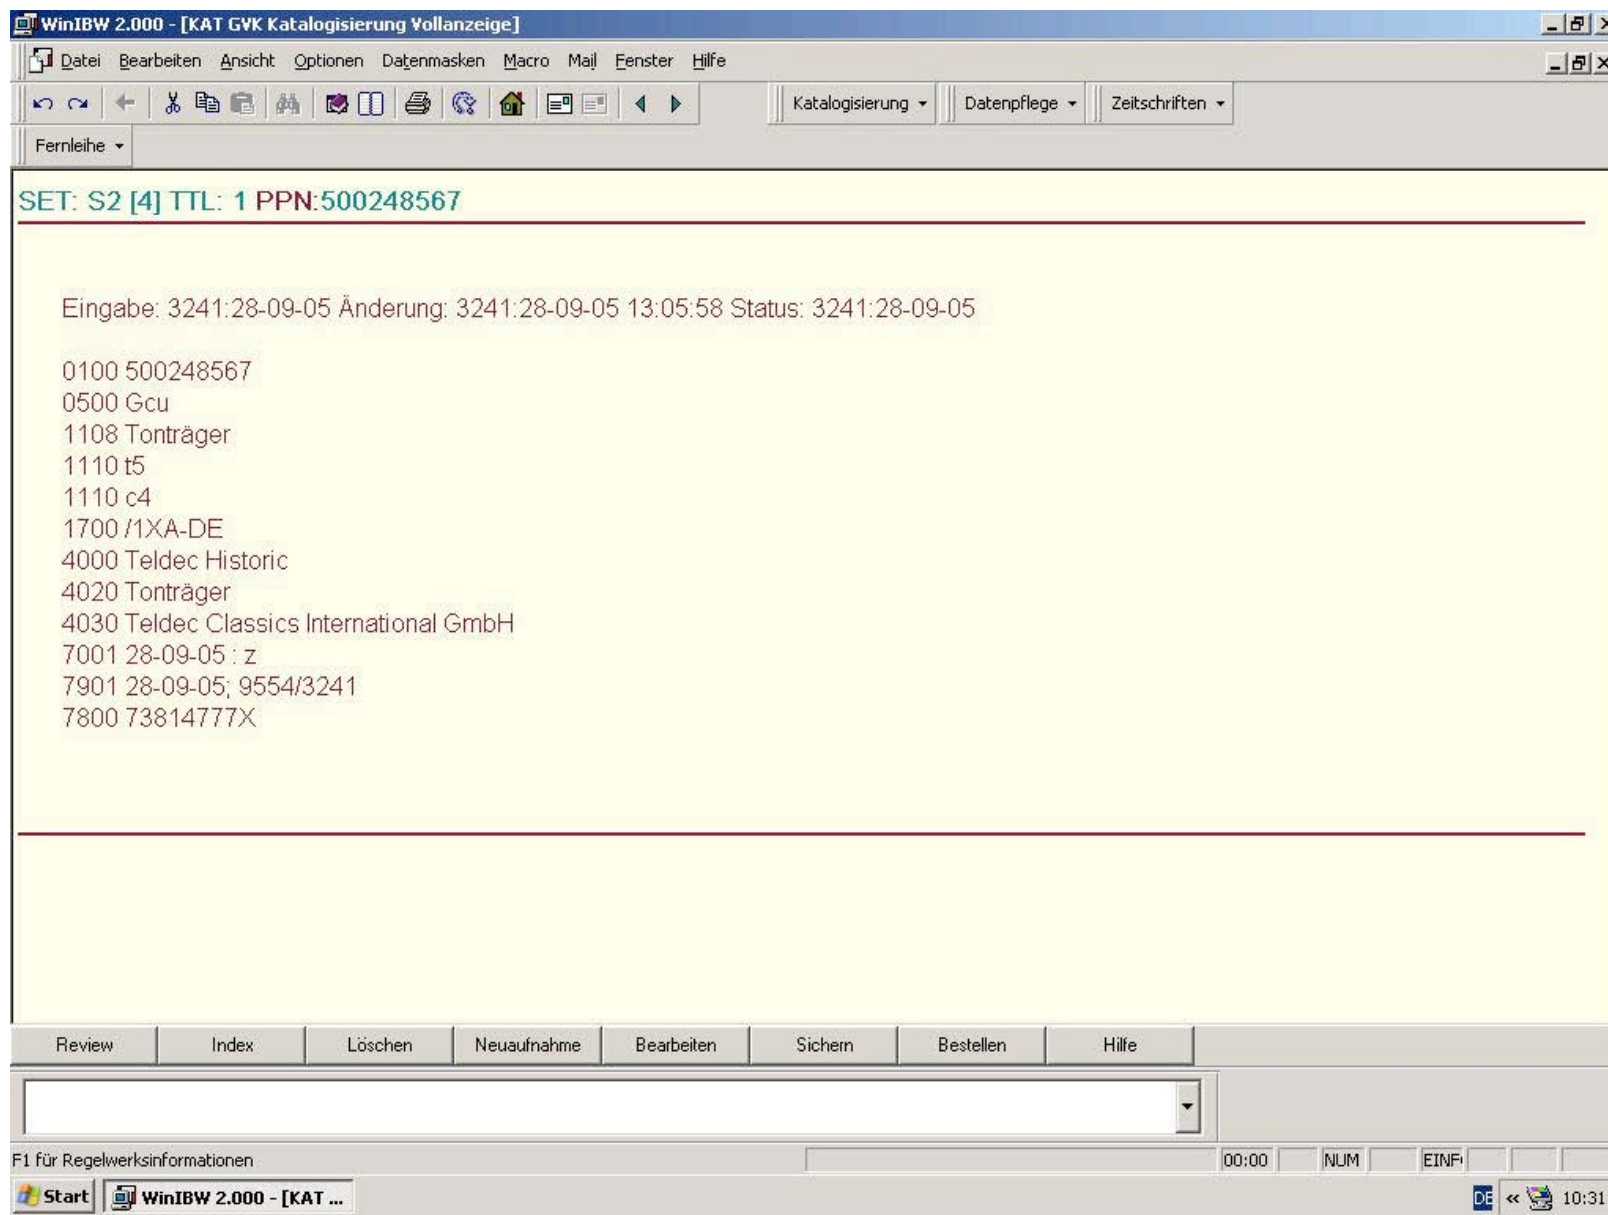 WinIBW 2.000 - [KAT GVK Katalogisierung Vollanzeige]
Datei Bearbeiten Ansicht Optionen Datenmasken Macro Mail Fenster Hilfe
Katalogisierung Datenpflege Zeitschriften
Fernleihe
SET: S2 [4] TTL: 1 PPN:500248567
Eingabe: 3241:28-09-05 Änderung: 3241:28-09-05 13:05:58 Status: 3241:28-09-05
0100 500248567
0500 Gcu
1108 Tonträger
1110 t5
1110 c4
1700 /1XA-DE
4000 Teldec Historic
4020 Tonträger
4030 Teldec Classics International GmbH
7001 28-09-05 : z
7901 28-09-05; 9554/3241
7800 73814777X
Review Index Löschen Neuaufnahme Bearbeiten Sichern Bestellen Hilfe
F1 für Regelwerksinformationen 00:00 NUM EINF
Start WinIBW 2.000 - [KAT ... DE « 10:31